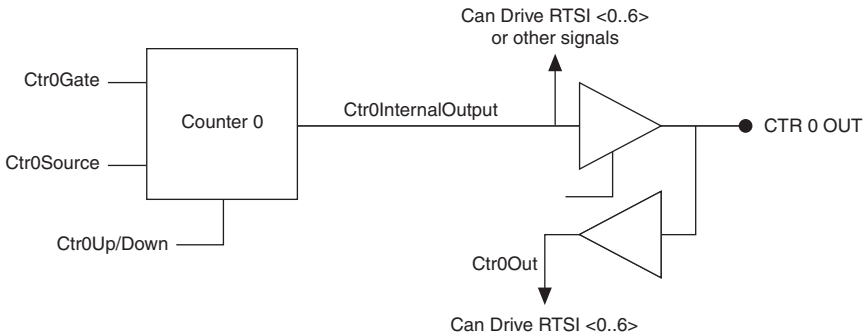 Can Drive RTSI <0..6>
or other signals
Ctr0Gate
Ctr0InternalOutput
Counter 0
CTR 0 OUT
Ctr0Source
Ctr0Up/Down
Ctr0Out
Can Drive RTSI <0..6>